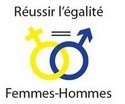 Réussir l'égalité
=
Femmes-Hommes